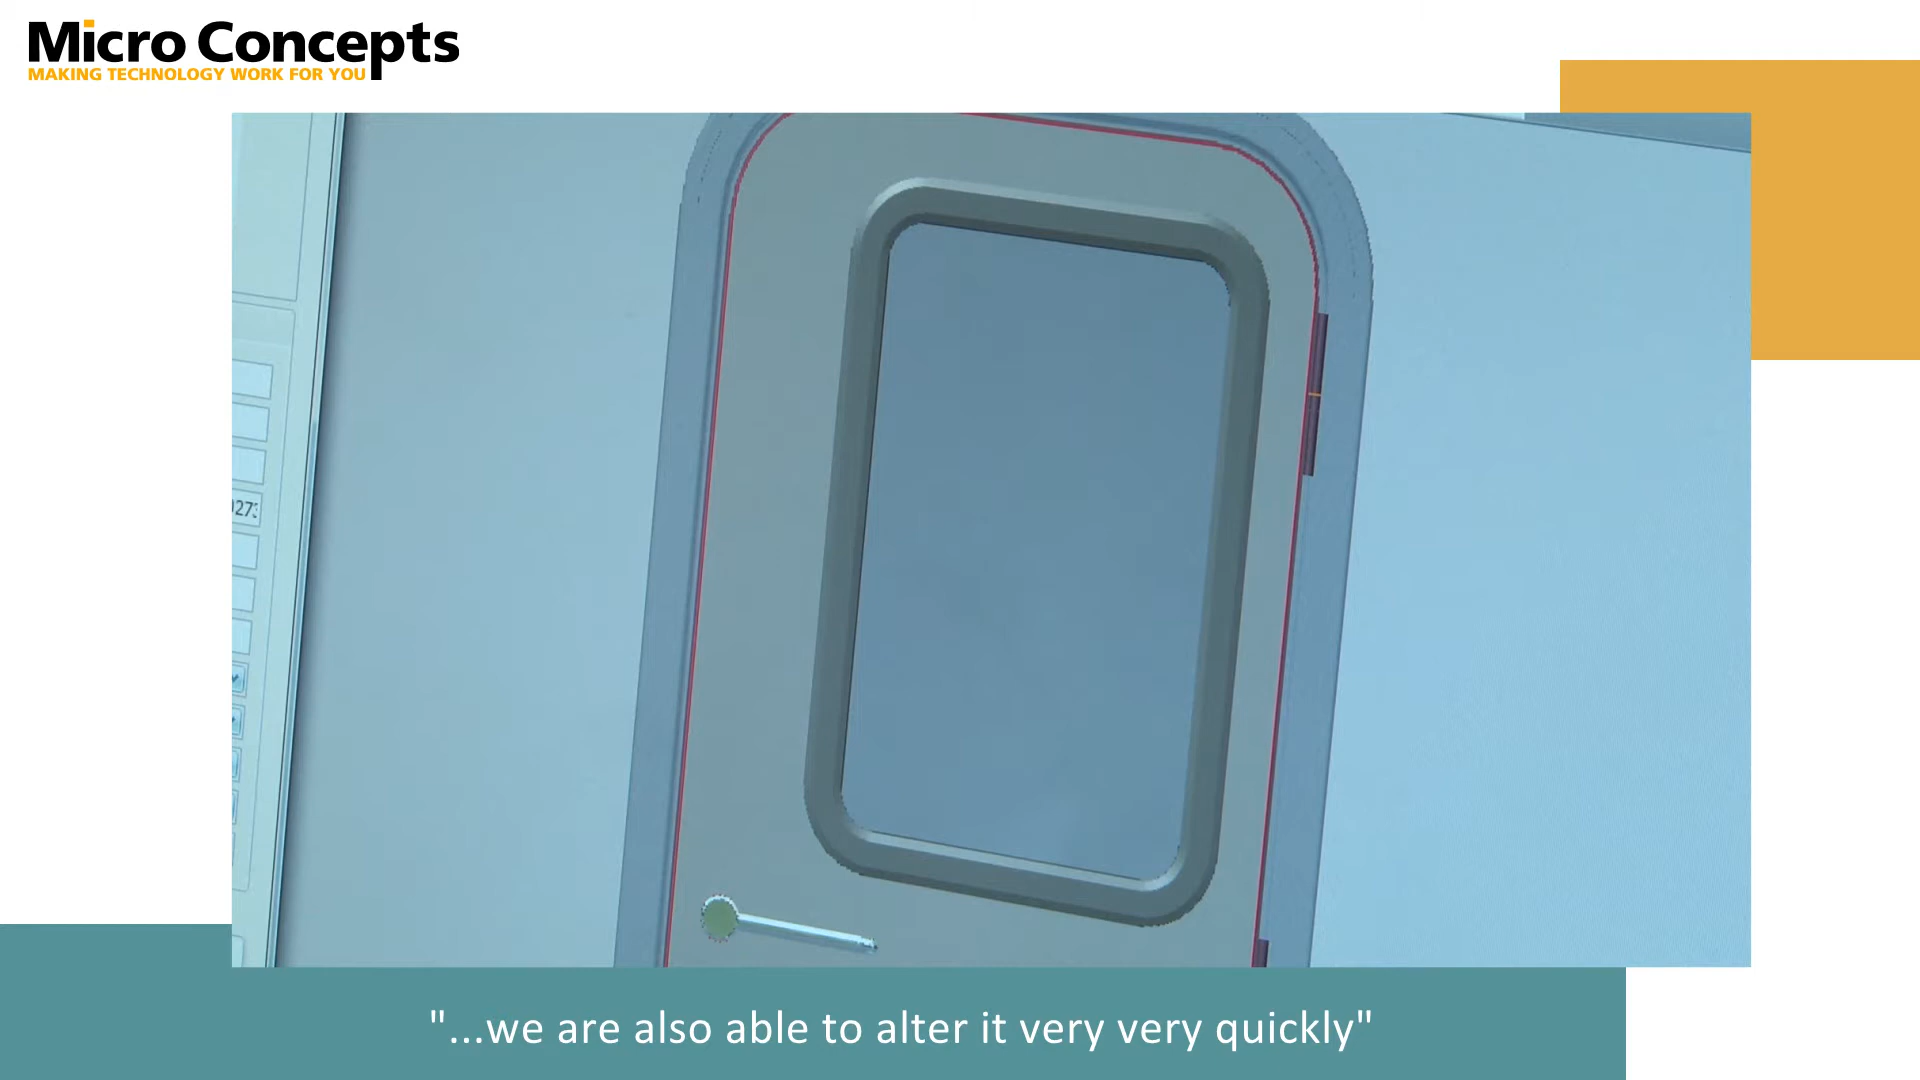 Micro Concepts
MAKING TECHNOLOGY WORK FOR YOU
"...we are also able to alter it very very quickly"